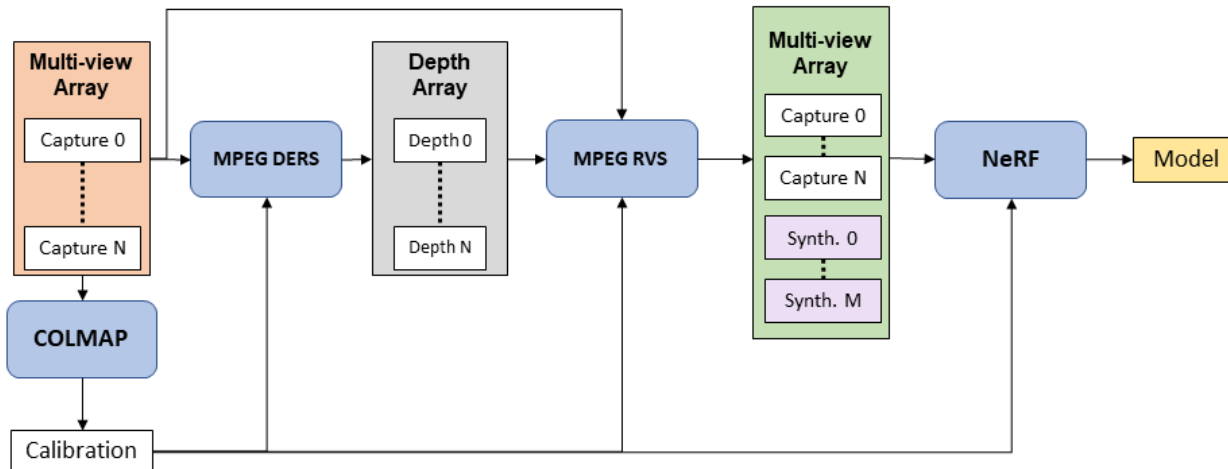 Multi-view
Array
Capture 0
Capture N
COLMAP
Calibration
MPEG DERS
Depth
Array
Depth 0
Depth N
MPEG RVS
Multi-view
Array
Capture 0
Capture N
Synth. 0
Synth. M
NeRF
Model